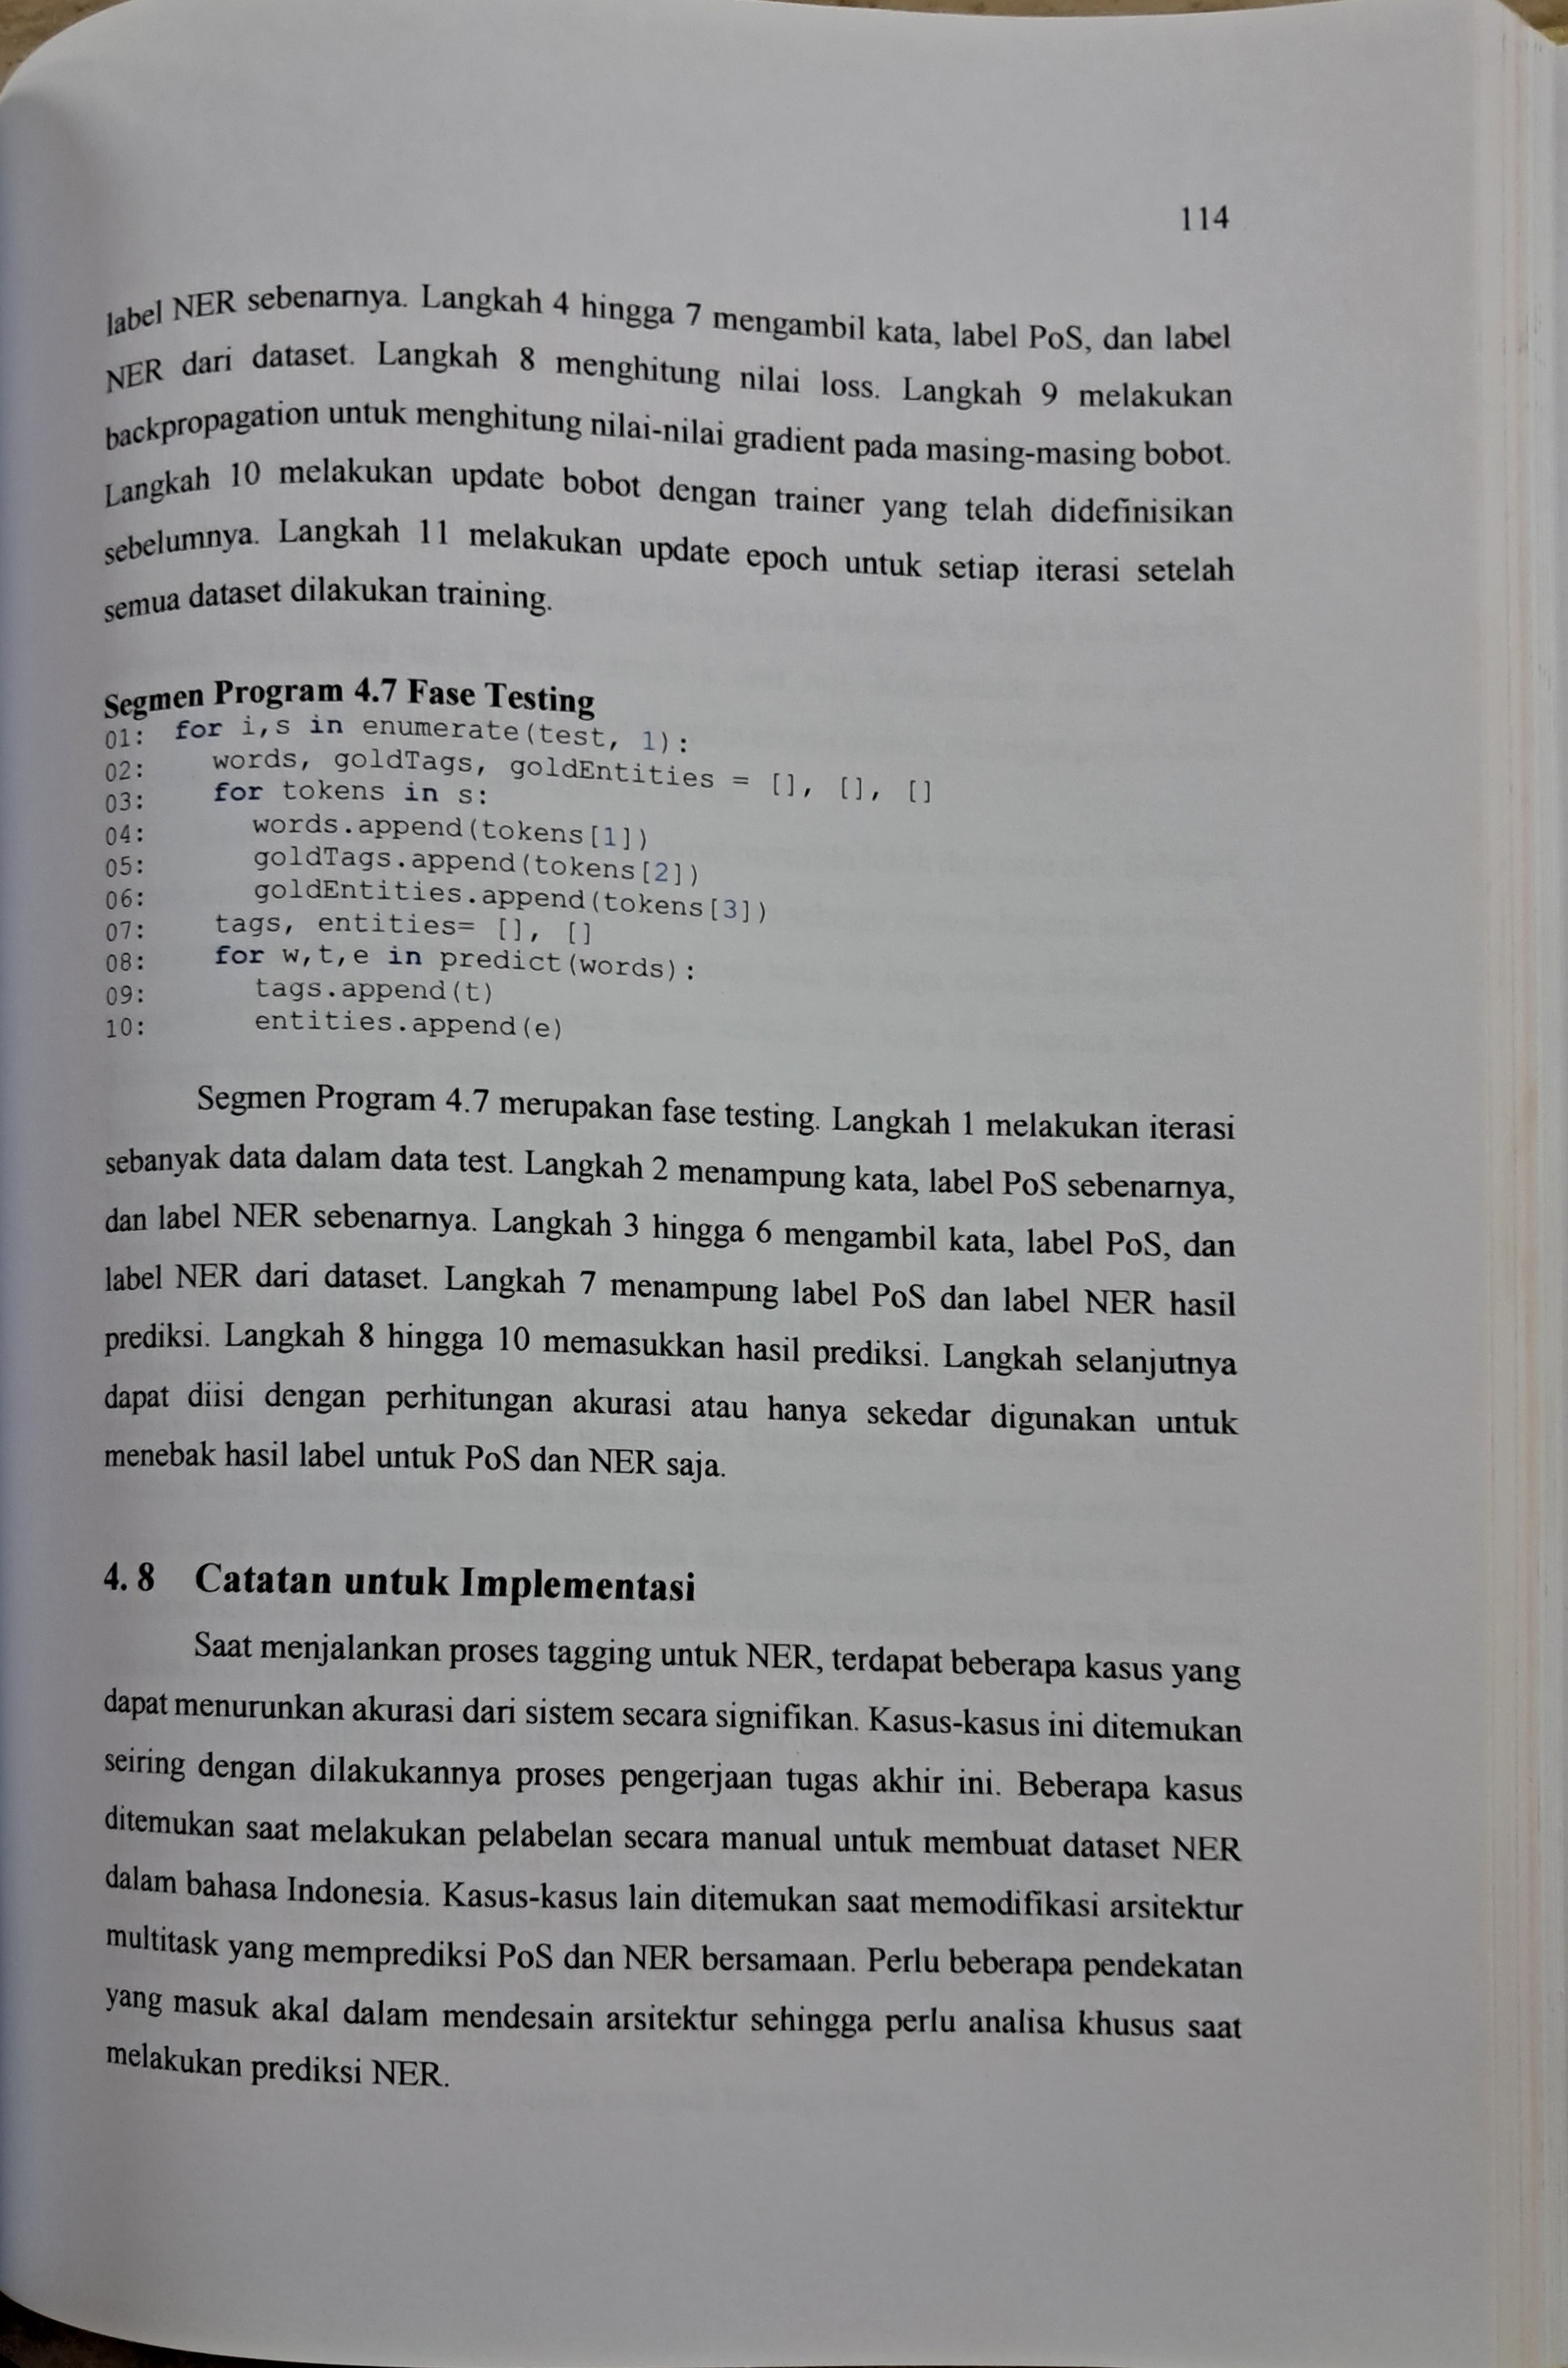 114
label NER sebenarnya. Langkah 4 hingga 7 mengambil kata, label PoS, dan label
NER dari dataset. Langkah 8 menghitung nilai loss. Langkah 9 melakukan
backpropagation untuk menghitung nilai-nilai gradient pada masing-masing bobot.
Langkah 10 melakukan update bobot dengan trainer yang telah didefinisikan
sebelumnya. Langkah 11 melakukan update epoch untuk setiap iterasi setelah
semua dataset dilakukan training.
Segmen Program 4.7 Fase Testing
01: for i,s in enumerate(test, 1):
02: words, goldTags, goldEntities = [], [], []
03: for tokens in s:
04: words.append(tokens[1])
05: goldTags.append(tokens[2])
06: goldEntities.append(tokens[3])
07: tags, entities= [], []
08: for w,t,e in predict(words):
09: tags.append(t)
10: entities.append(e)
Segmen Program 4.7 merupakan fase testing. Langkah 1 melakukan iterasi
sebanyak data dalam data test. Langkah 2 menampung kata, label PoS sebenarnya,
dan label NER sebenarnya. Langkah 3 hingga 6 mengambil kata, label PoS, dan
label NER dari dataset. Langkah 7 menampung label PoS dan label NER hasil
prediksi. Langkah 8 hingga 10 memasukkan hasil prediksi. Langkah selanjutnya
dapat diisi dengan perhitungan akurasi atau hanya sekedar digunakan untuk
menebak hasil label untuk PoS dan NER saja.
4. 8 Catatan untuk Implementasi
Saat menjalankan proses tagging untuk NER, terdapat beberapa kasus yang
dapat menurunkan akurasi dari sistem secara signifikan. Kasus-kasus ini ditemukan
seiring dengan dilakukannya proses pengerjaan tugas akhir ini. Beberapa kasus
ditemukan saat melakukan pelabelan secara manual untuk membuat dataset NER
dalam bahasa Indonesia. Kasus-kasus lain ditemukan saat memodifikasi arsitektur
multitask yang memprediksi PoS dan NER bersamaan. Perlu beberapa pendekatan
yang masuk akal dalam mendesain arsitektur sehingga perlu analisa khusus saat
melakukan prediksi NER.